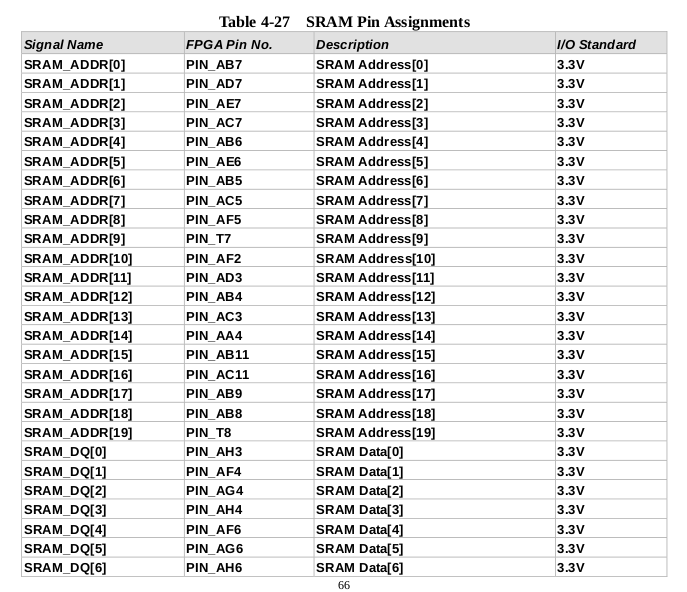 Table 4-27 SRAM Pin Assignments
Signal Name FPGA Pin No. Description I/O Standard
SRAM_ADDR[0] PIN_AB7 SRAM Address[0] 3.3V
SRAM_ADDR[1] PIN_AD7 SRAM Address[1] 3.3V
SRAM_ADDR[2] PIN_AE7 SRAM Address[2] 3.3V
SRAM_ADDR[3] PIN_AC7 SRAM Address[3] 3.3V
SRAM_ADDR[4] PIN_AB6 SRAM Address[4] 3.3V
SRAM_ADDR[5] PIN_AE6 SRAM Address[5] 3.3V
SRAM_ADDR[6] PIN_AB5 SRAM Address[6] 3.3V
SRAM_ADDR[7] PIN_AC5 SRAM Address[7] 3.3V
SRAM_ADDR[8] PIN_AF5 SRAM Address[8] 3.3V
SRAM_ADDR[9] PIN_T7 SRAM Address[9] 3.3V
SRAM_ADDR[10] PIN_AF2 SRAM Address[10] 3.3V
SRAM_ADDR[11] PIN_AD3 SRAM Address[11] 3.3V
SRAM_ADDR[12] PIN_AB4 SRAM Address[12] 3.3V
SRAM_ADDR[13] PIN_AC3 SRAM Address[13] 3.3V
SRAM_ADDR[14] PIN_AA4 SRAM Address[14] 3.3V
SRAM_ADDR[15] PIN_AB11 SRAM Address[15] 3.3V
SRAM_ADDR[16] PIN_AC11 SRAM Address[16] 3.3V
SRAM_ADDR[17] PIN_AB9 SRAM Address[17] 3.3V
SRAM_ADDR[18] PIN_AB8 SRAM Address[18] 3.3V
SRAM_ADDR[19] PIN_T8 SRAM Address[19] 3.3V
SRAM_DQ[0] PIN_AH3 SRAM Data[0] 3.3V
SRAM_DQ[1] PIN_AF4 SRAM Data[1] 3.3V
SRAM_DQ[2] PIN_AG4 SRAM Data[2] 3.3V
SRAM_DQ[3] PIN_AH4 SRAM Data[3] 3.3V
SRAM_DQ[4] PIN_AF6 SRAM Data[4] 3.3V
SRAM_DQ[5] PIN_AG6 SRAM Data[5] 3.3V
SRAM_DQ[6] PIN_AH6 SRAM Data[6] 3.3V
66